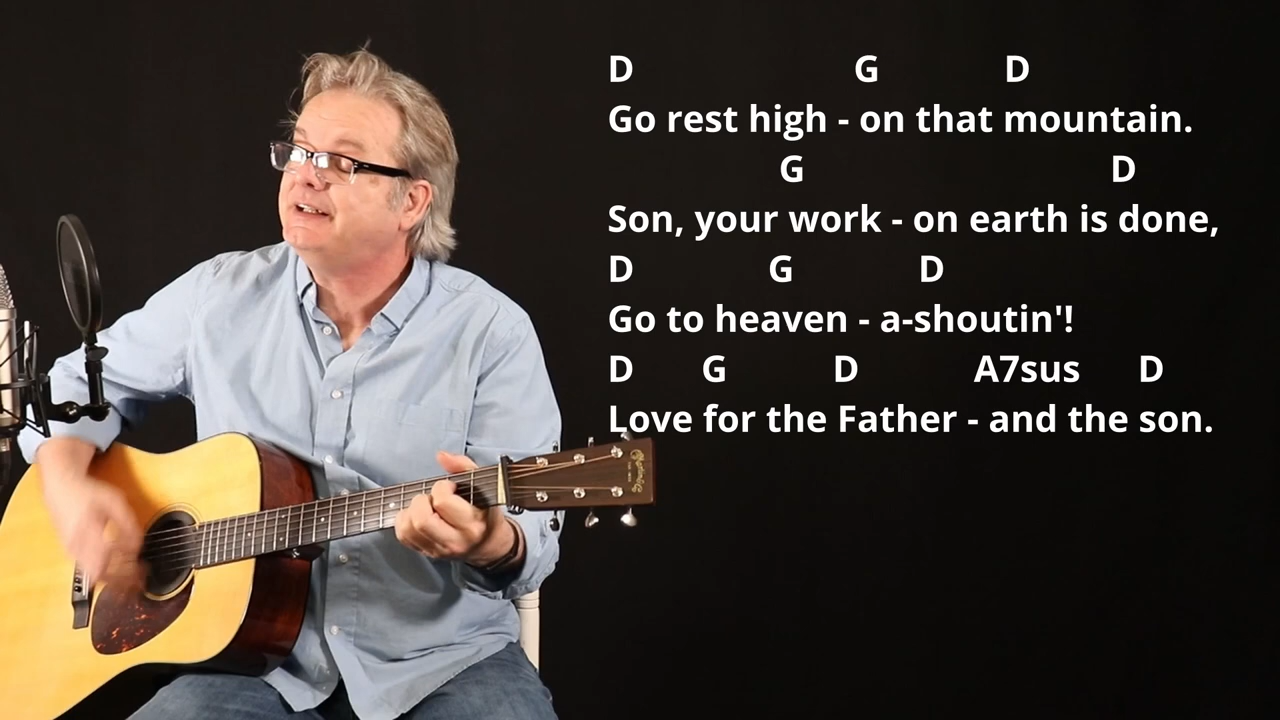 D G D
Go rest high - on that mountain.
G D
Son, your work - on earth is done,
D G D
Go to heaven - a-shoutin'!
D G D A7sus D
Love for the Father - and the son.